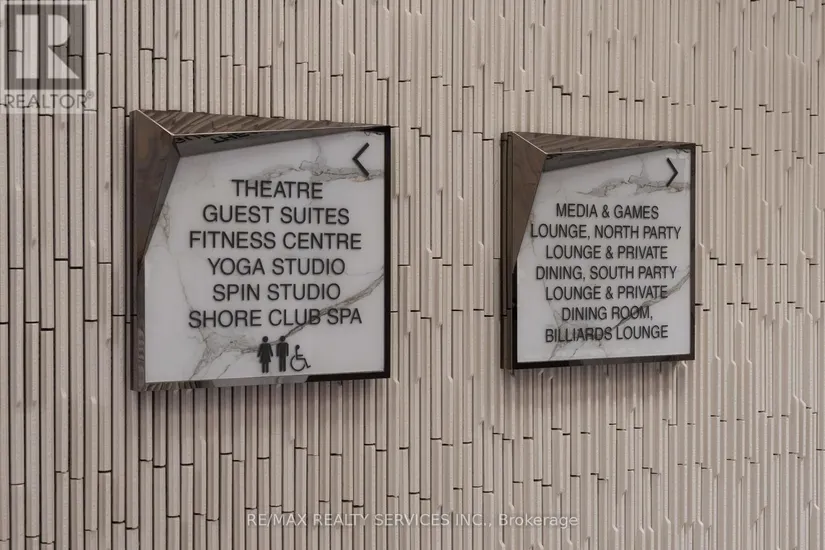 REALTOR®
THEATRE
GUEST SUITES
FITNESS CENTRE
YOGA STUDIO
SPIN STUDIO
SHORE CLUB SPA
MEDIA & GAMES
LOUNGE, NORTH PARTY
LOUNGE & PRIVATE
DINING, SOUTH PARTY
LOUNGE & PRIVATE
DINING ROOM,
BILLIARDS LOUNGE
RE/MAX REALTY SERVICES INC., Brokerage